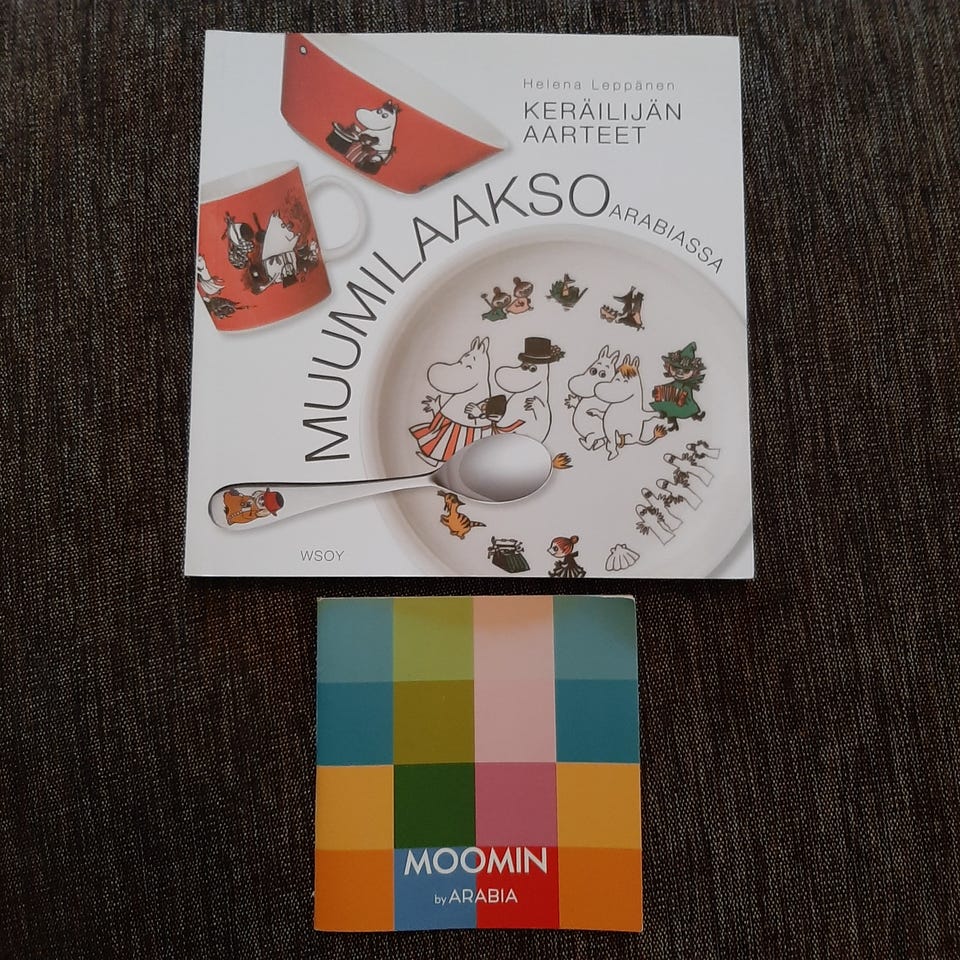 Helena Leppänen
KERÄILIJÄN
AARTEET
MUUMILAAKSO ARABIASSA
WSOY
MOOMIN
by ARABIA